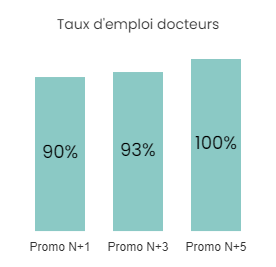 Taux d'emploi docteurs
90% 93% 100%
Promo N+1 Promo N+3 Promo N+5